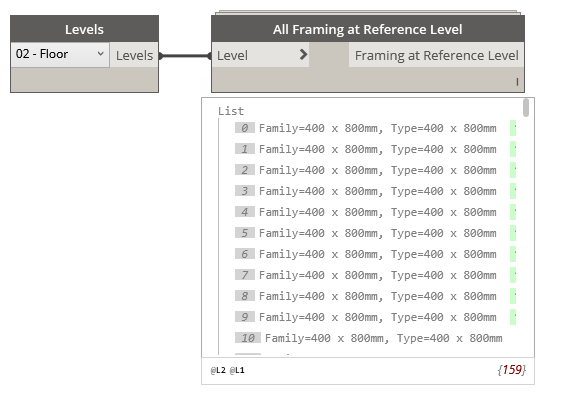 Levels
All Framing at Reference Level
02 - Floor Levels
Level Framing at Reference Level
List
0 Family=400 x 800mm, Type=400 x 800mm
1 Family=400 x 800mm, Type=400 x 800mm
2 Family=400 x 800mm, Type=400 x 800mm
3 Family=400 x 800mm, Type=400 x 800mm
4 Family=400 x 800mm, Type=400 x 800mm
5 Family=400 x 800mm, Type=400 x 800mm
6 Family=400 x 800mm, Type=400 x 800mm
7 Family=400 x 800mm, Type=400 x 800mm
8 Family=400 x 800mm, Type=400 x 800mm
9 Family=400 x 800mm, Type=400 x 800mm
10 Family=400 x 800mm, Type=400 x 800mm
@L2 @L1 {159}